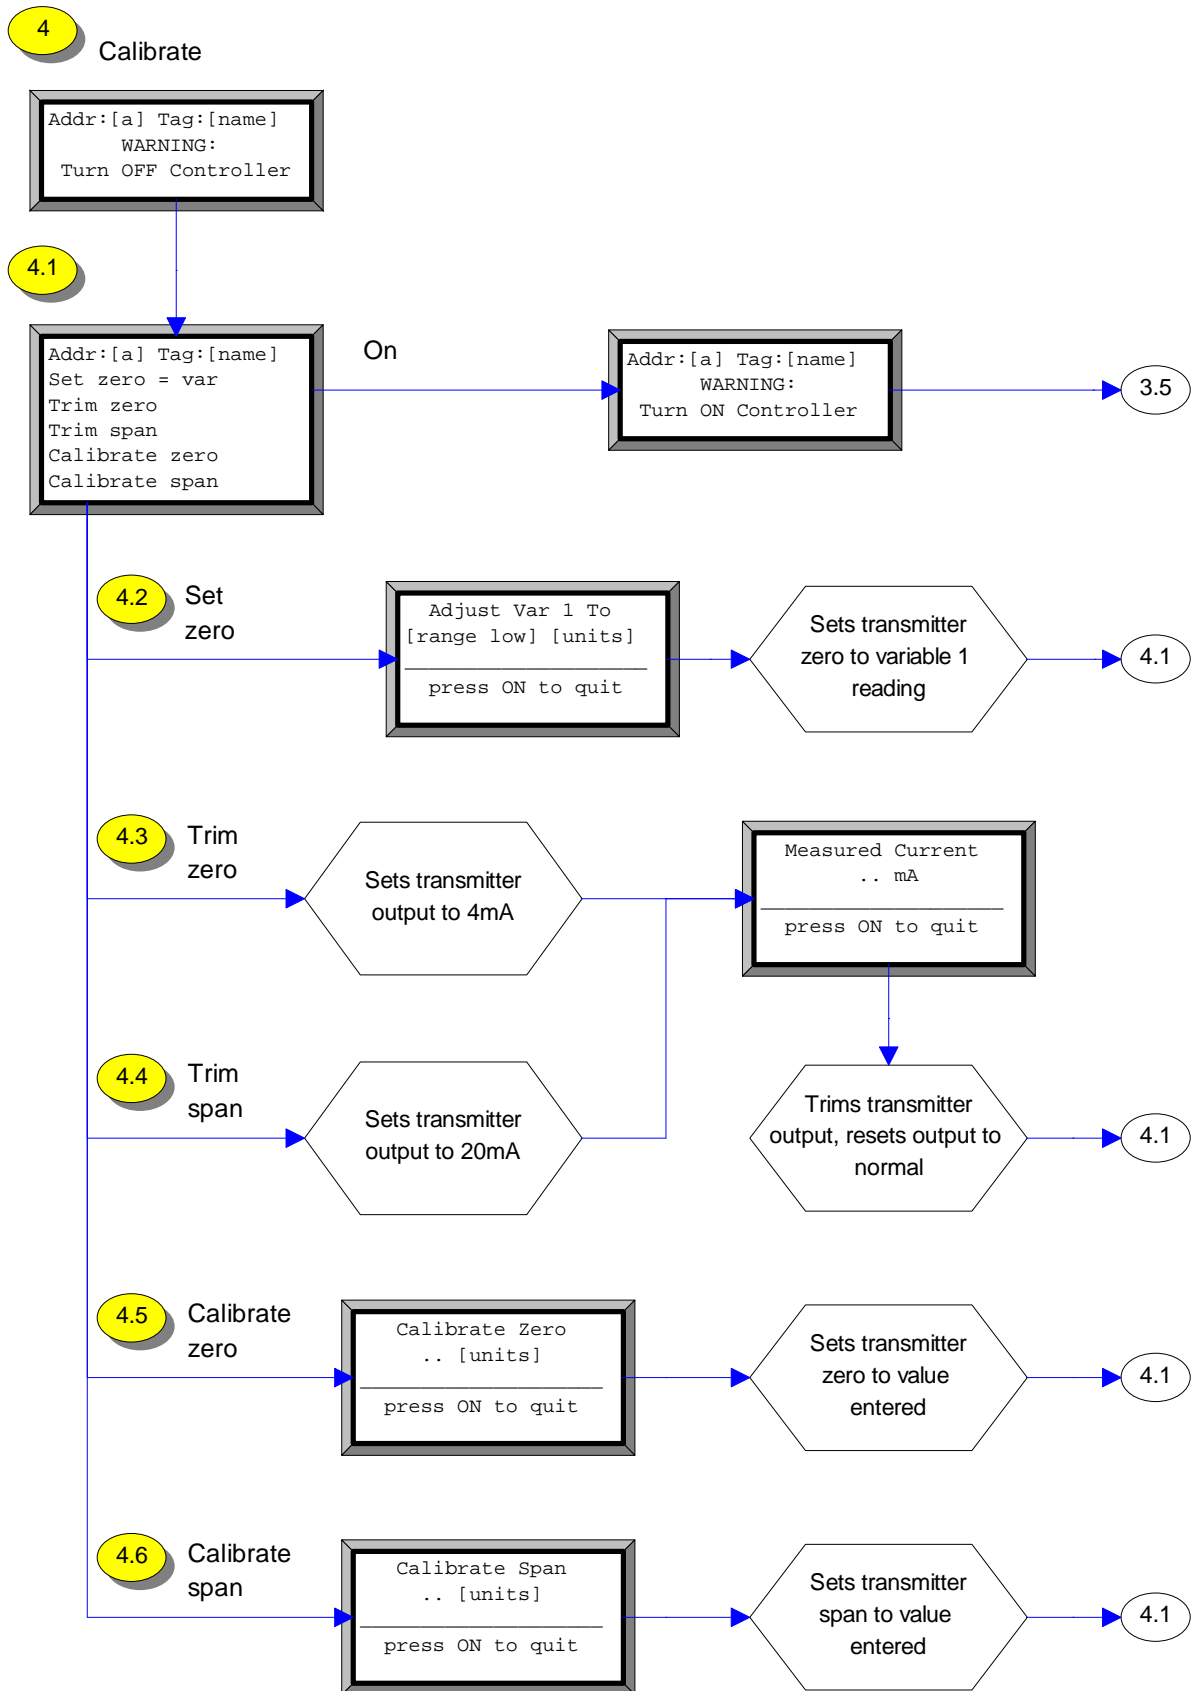 4
Calibrate
Addr:[a] Tag:[name]
WARNING:
Turn OFF Controller
4.1
Addr:[a] Tag:[name]
Set zero = var
Trim zero
Trim span
Calibrate zero
Calibrate span
On
Addr:[a] Tag:[name]
WARNING:
Turn ON Controller
3.5
4.2
Set
zero
Adjust Var 1 To
[range low] [units]
press ON to quit
Sets transmitter
zero to variable 1
reading
4.1
4.3
Trim
zero
Sets transmitter
output to 4mA
Measured Current
.. mA
press ON to quit
4.4
Trim
span
Sets transmitter
output to 20mA
Trims transmitter
output, resets output to
normal
4.1
4.5
Calibrate
zero
Calibrate Zero
.. [units]
press ON to quit
Sets transmitter
zero to value
entered
4.1
4.6
Calibrate
span
Calibrate Span
.. [units]
press ON to quit
Sets transmitter
span to value
entered
4.1